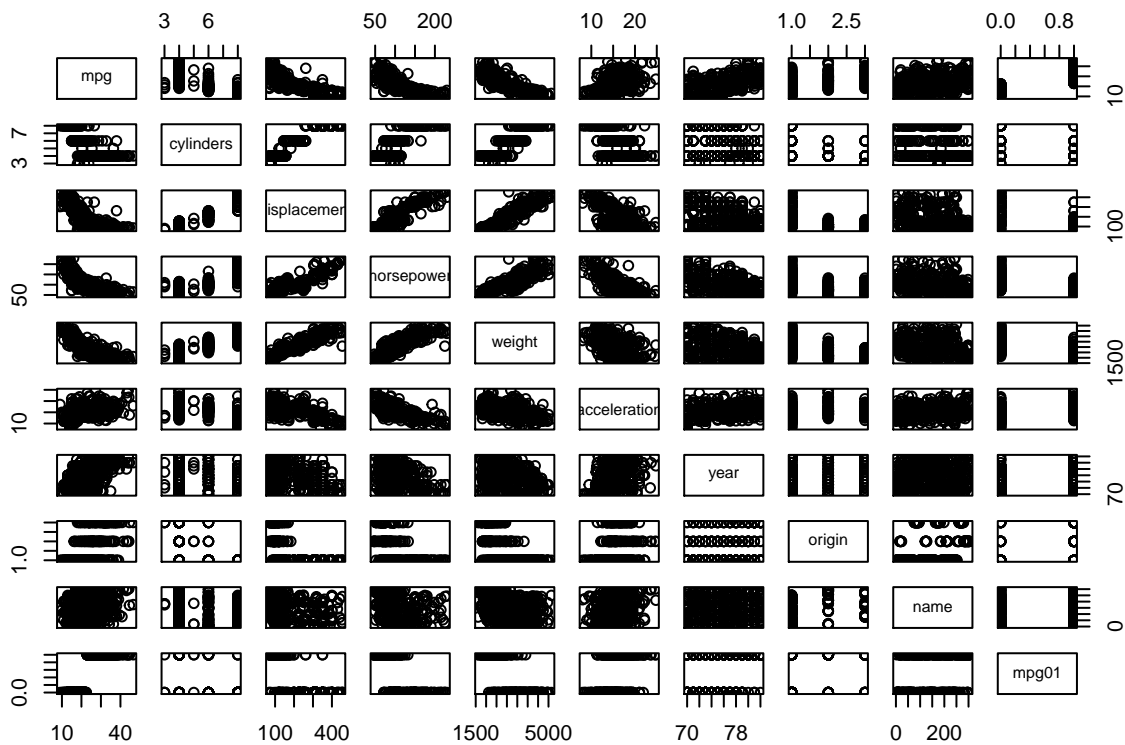 3 6 50 200 10 20 1.0 2.5 0.0 0.8
mpg 10
3 7 cylinders
isplacemen 100
50 horsepower
weight 1500
10 acceleration
year 70
1.0 origin
name 0
0.0 mpg01
10 40 100 400 1500 5000 70 78 0 200